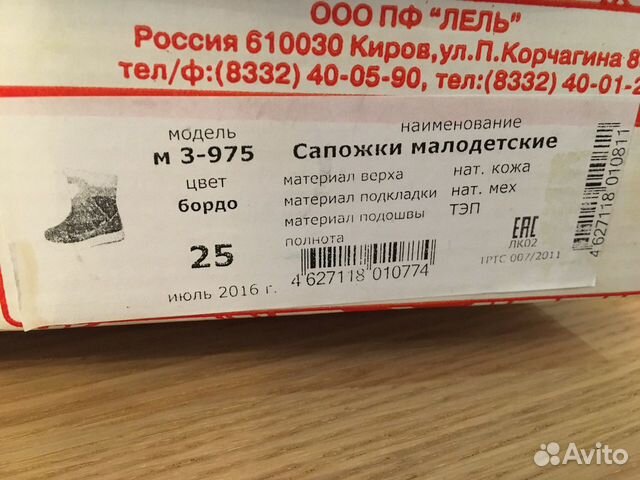 ООО ПФ "ЛЕЛЬ"
Россия 610030 Киров,ул.П.Корчагина 8
тел/ф:(8332) 40-05-90, тел:(8332) 40-01-2
модель
м 3-975
цвет
бордо
25
июль 2016 г.
наименование
Сапожки малодетские
материал верха нат. кожа
материал подкладки нат. мех
материал подошвы ТЭП
полнота
4 627118 010774
ЕАС
ЛК02
ТРТС 007/2011
4 627118 010811
Avito